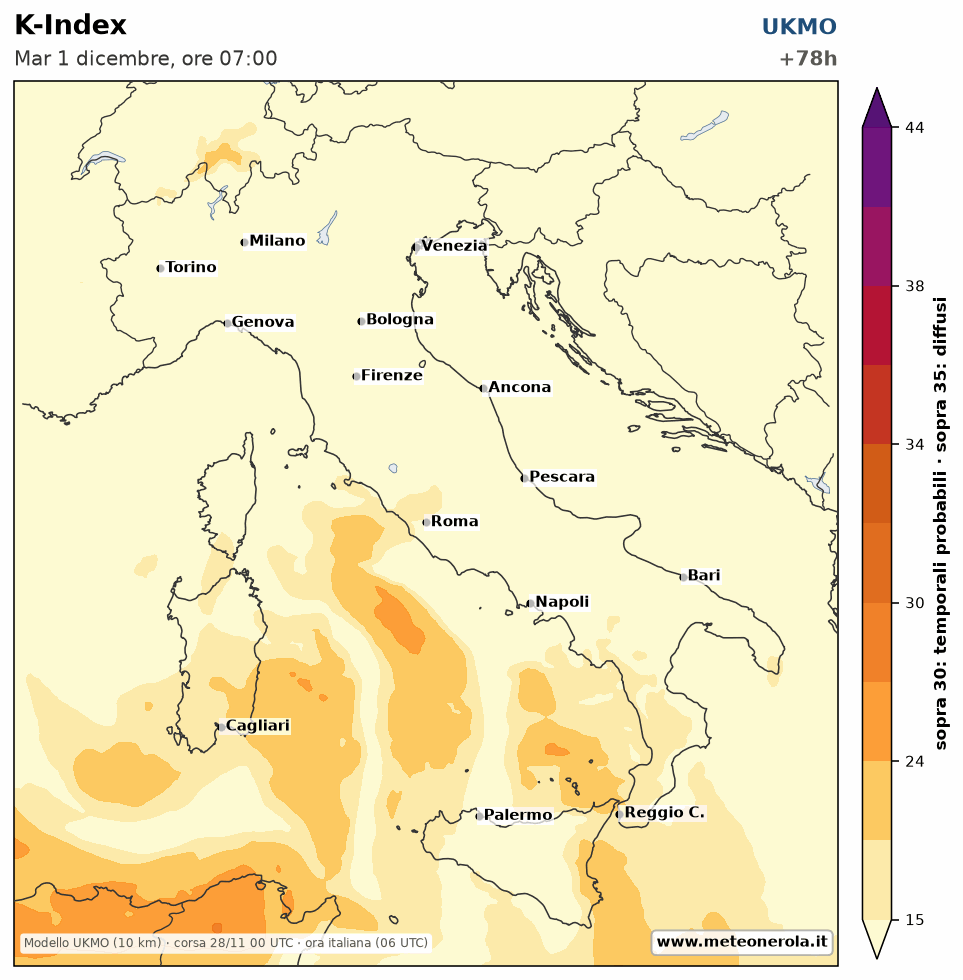 K-Index
UKMO
Mar 1 dicembre, ore 07:00
+78h
Milano
Venezia
Torino
Genova
Bologna
Firenze
Ancona
Pescara
Roma
Bari
Napoli
Cagliari
Palermo
Reggio C.
44
38
34
30
24
15
sopra 30: temporali probabili · sopra 35: diffusi
Modello UKMO (10 km) · corsa 28/11 00 UTC · ora italiana (06 UTC)
www.meteonerola.it